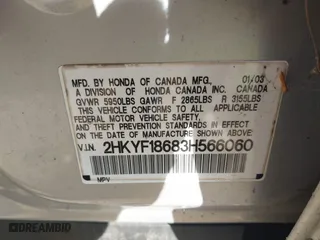 MFD. BY HONDA OF CANADA MFG., 01/03
A DIVISION OF HONDA CANADA INC. CANADA
GVWR 5950LBS GAWR F 2865LBS R 3155LBS
THIS VEHICLE CONFORMS TO ALL APPLICABLE
FEDERAL MOTOR VEHICLE SAFETY,
AND THEFT PREVENTION STANDARDS IN EFFECT ON THE
DATE OF MANUFACTURE SHOWN ABOVE.
V.I.N. 2HKYF18683H566060
MPV
DREAMBID